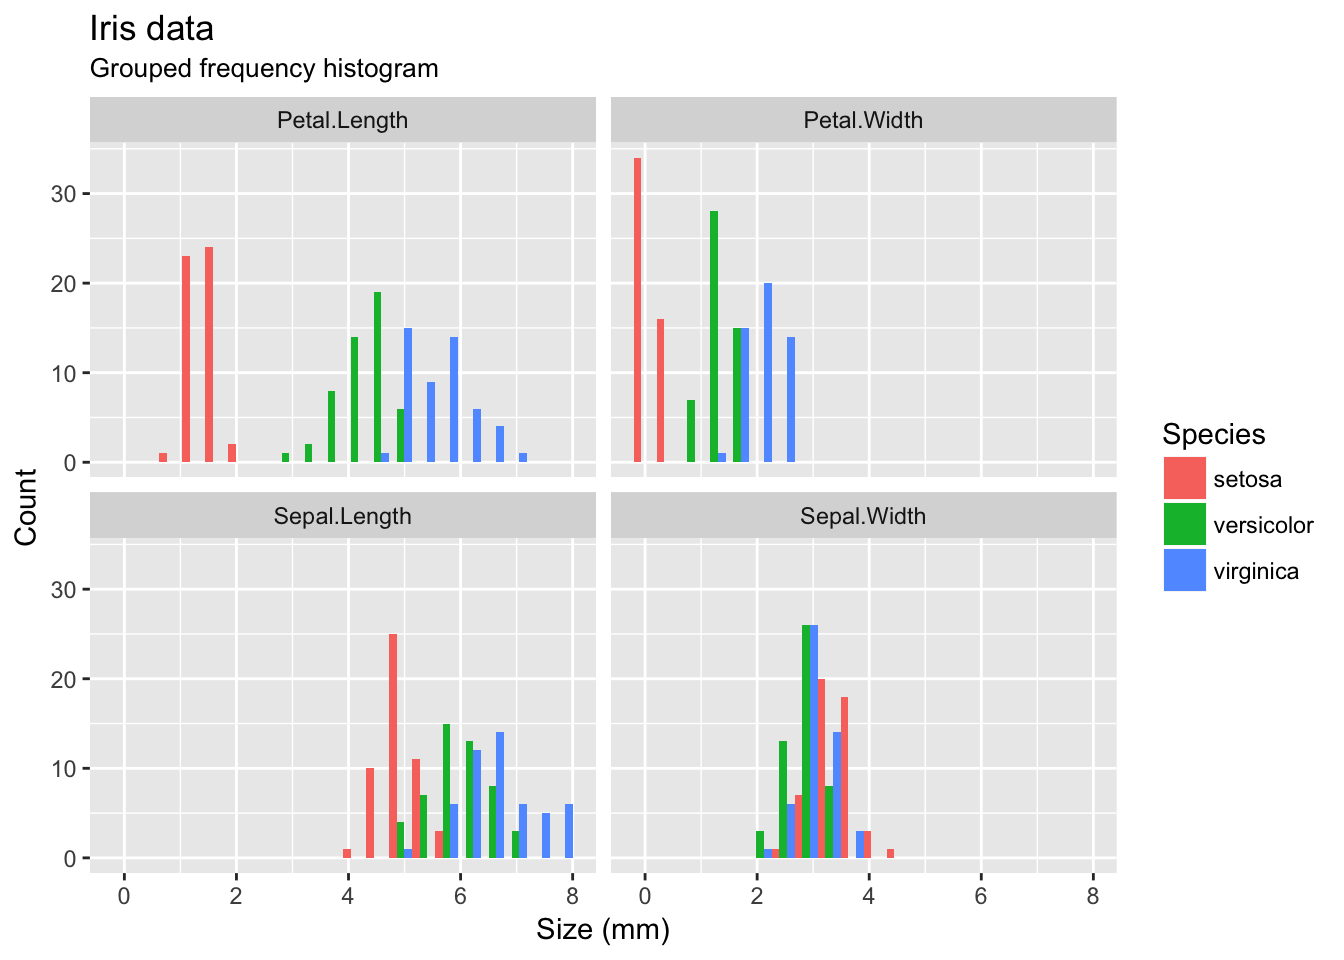 Iris data
Grouped frequency histogram
Petal.Length
Petal.Width
30
20
10
0
Sepal.Length
Sepal.Width
30
20
10
0
0 2 4 6 8
0 2 4 6 8
Size (mm)
Count
Species
setosa
versicolor
virginica